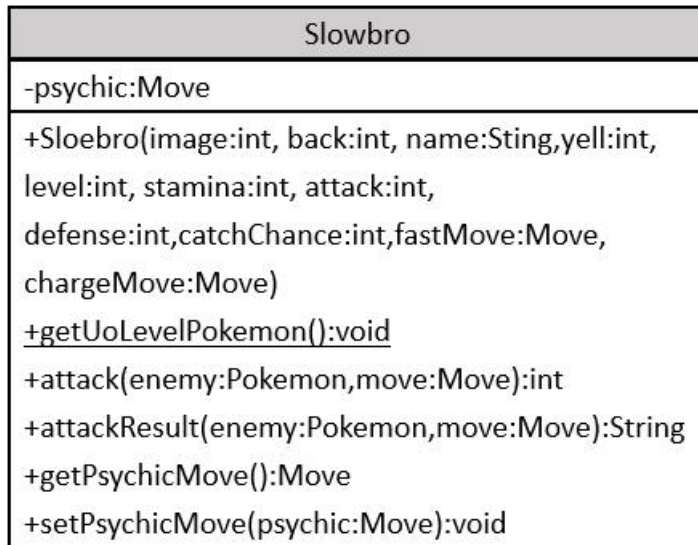 Slowbro
-psychic:Move
+Sloebro(image:int, back:int, name:Sting,yell:int,
level:int, stamina:int, attack:int,
defense:int,catchChance:int,fastMove:Move,
chargeMove:Move)
+getUoLevelPokemon():void
+attack(enemy:Pokemon,move:Move):int
+attackResult(enemy:Pokemon,move:Move):String
+getPsychicMove():Move
+setPsychicMove(psychic:Move):void